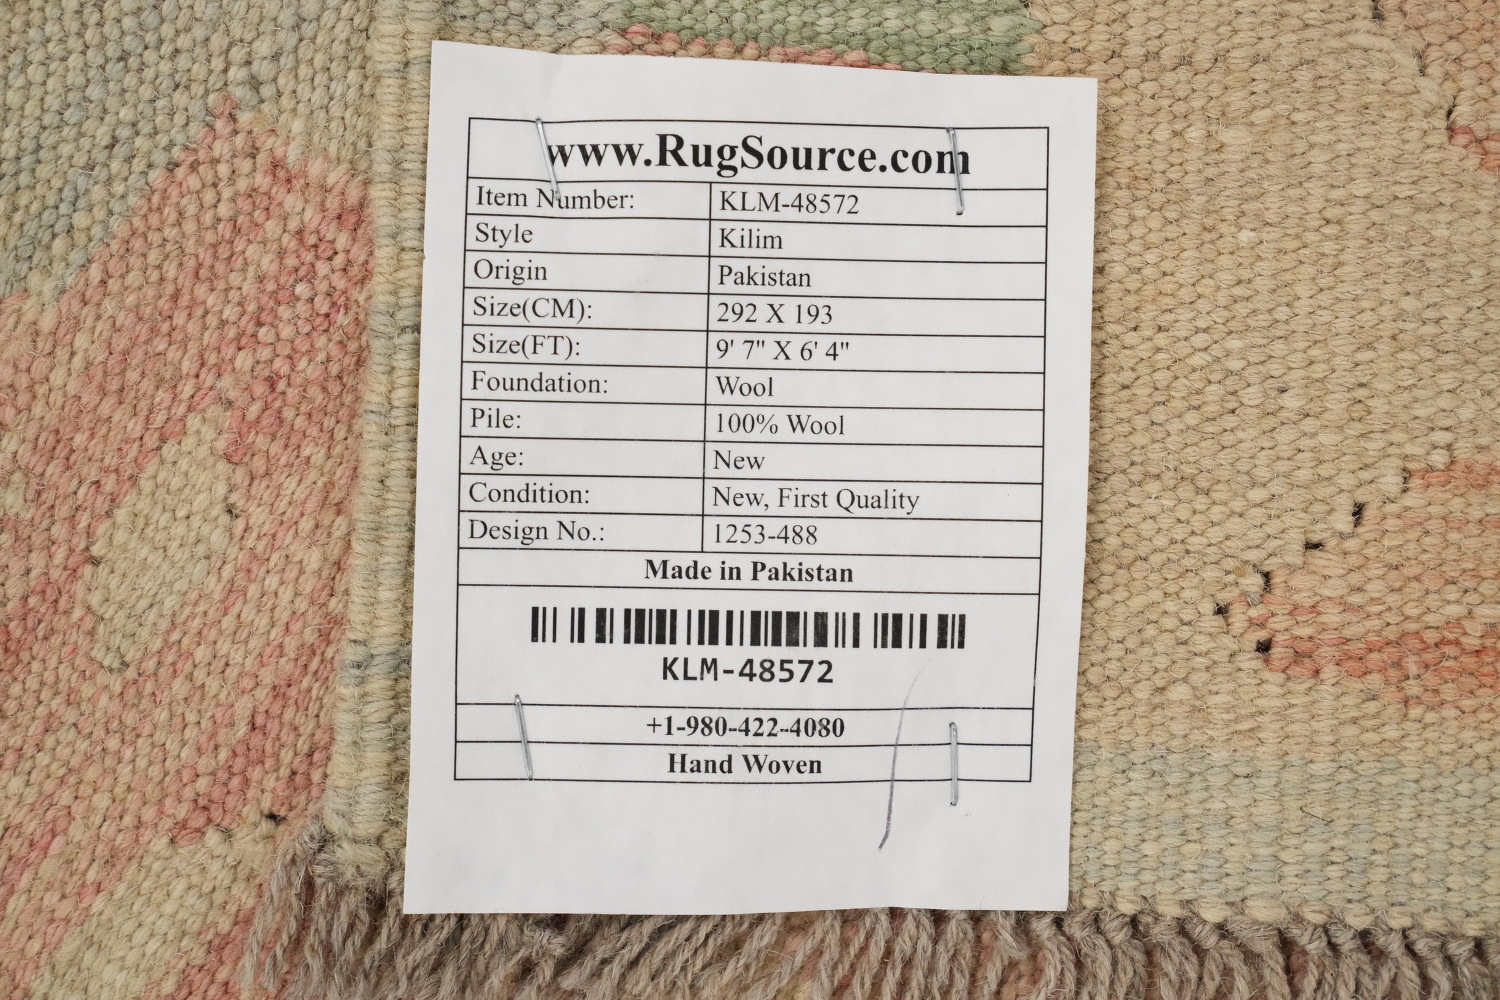 www.RugSource.com
Item Number: KLM-48572
Style Kilim
Origin Pakistan
Size(CM): 292 X 193
Size(FT): 9' 7" X 6' 4"
Foundation: Wool
Pile: 100% Wool
Age: New
Condition: New, First Quality
Design No.: 1253-488
Made in Pakistan
KLM-48572
+1-980-422-4080
Hand Woven